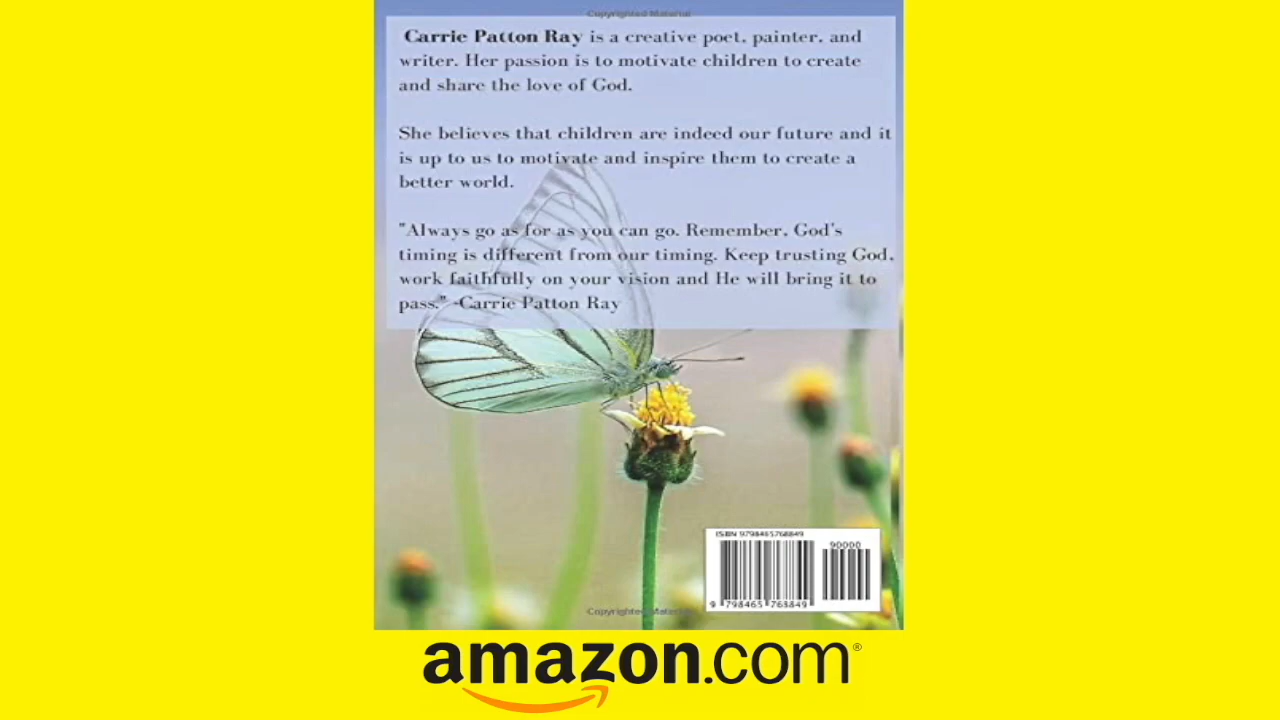 Copyrighted Material
Carrie Patton Ray is a creative poet, painter, and
writer. Her passion is to motivate children to create
and share the love of God.
She believes that children are indeed our future and it
is up to us to motivate and inspire them to create a
better world.
"Always go as far as you can go. Remember, God's
timing is different from our timing. Keep trusting God,
work faithfully on your vision and He will bring it to
pass." -Carrie Patton Ray
ISBN 9798465768849
90000
9 798465 768849
Copyrighted Material
amazon.com®